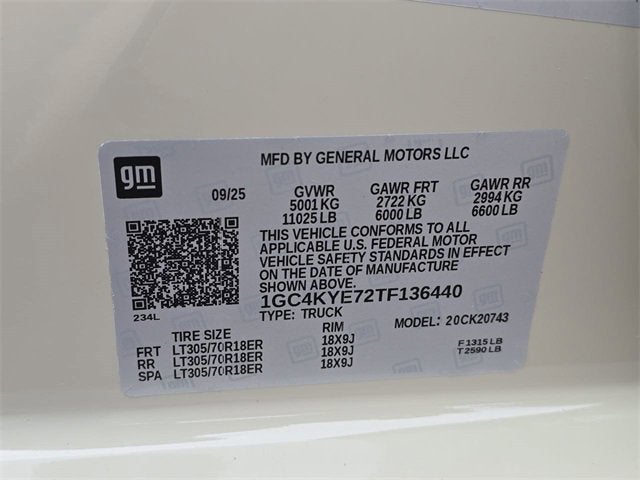 gm
MFD BY GENERAL MOTORS LLC
09/25 GVWR GAWR FRT GAWR RR
5001 KG 2722 KG 2994 KG
11025 LB 6000 LB 6600 LB
THIS VEHICLE CONFORMS TO ALL
APPLICABLE U.S. FEDERAL MOTOR
VEHICLE SAFETY STANDARDS IN EFFECT
ON THE DATE OF MANUFACTURE
SHOWN ABOVE.
234L 1GC4KYE72TF136440
TYPE: TRUCK MODEL: 20CK20743
TIRE SIZE RIM
FRT LT305/70R18ER 18X9J F1315 LB
RR LT305/70R18ER 18X9J T2590 LB
SPA LT305/70R18ER 18X9J